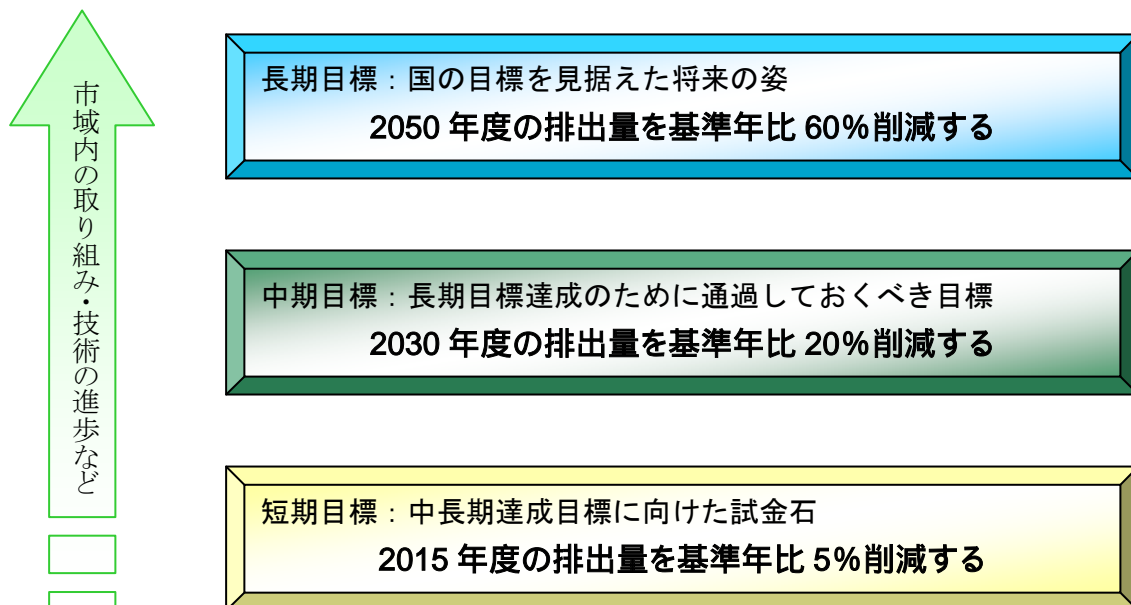 市域内の取り組み・技術の進歩など
長期目標：国の目標を見据えた将来の姿
2050 年度の排出量を基準年比 60％削減する
中期目標：長期目標達成のために通過しておくべき目標
2030 年度の排出量を基準年比 20％削減する
短期目標：中長期達成目標に向けた試金石
2015 年度の排出量を基準年比 5％削減する